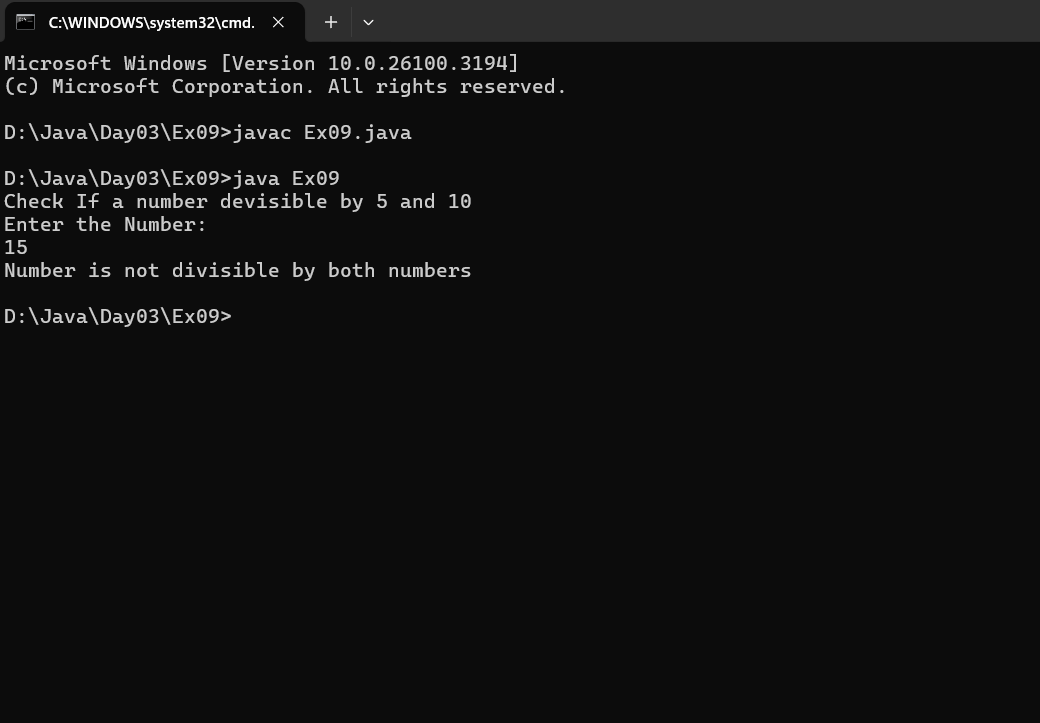 C:\WINDOWS\system32\cmd.
Microsoft Windows [Version 10.0.26100.3194]
(c) Microsoft Corporation. All rights reserved.
D:\Java\Day03\Ex09>javac Ex09.java
D:\Java\Day03\Ex09>java Ex09
Check If a number devisible by 5 and 10
Enter the Number:
15
Number is not divisible by both numbers
D:\Java\Day03\Ex09>